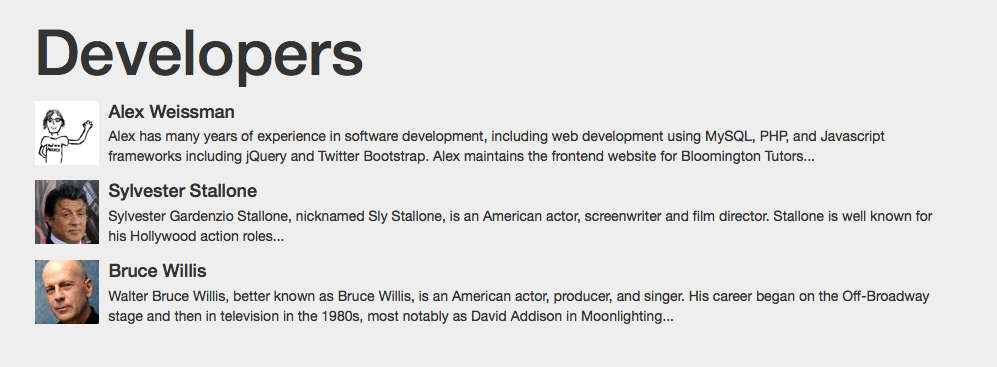 Developers
Alex Weissman
Alex has many years of experience in software development, including web development using MySQL, PHP, and Javascript
frameworks including jQuery and Twitter Bootstrap. Alex maintains the frontend website for Bloomington Tutors...
Sylvester Stallone
Sylvester Gardenzio Stallone, nicknamed Sly Stallone, is an American actor, screenwriter and film director. Stallone is well known for
his Hollywood action roles...
Bruce Willis
Walter Bruce Willis, better known as Bruce Willis, is an American actor, producer, and singer. His career began on the Off-Broadway
stage and then in television in the 1980s, most notably as David Addison in Moonlighting...